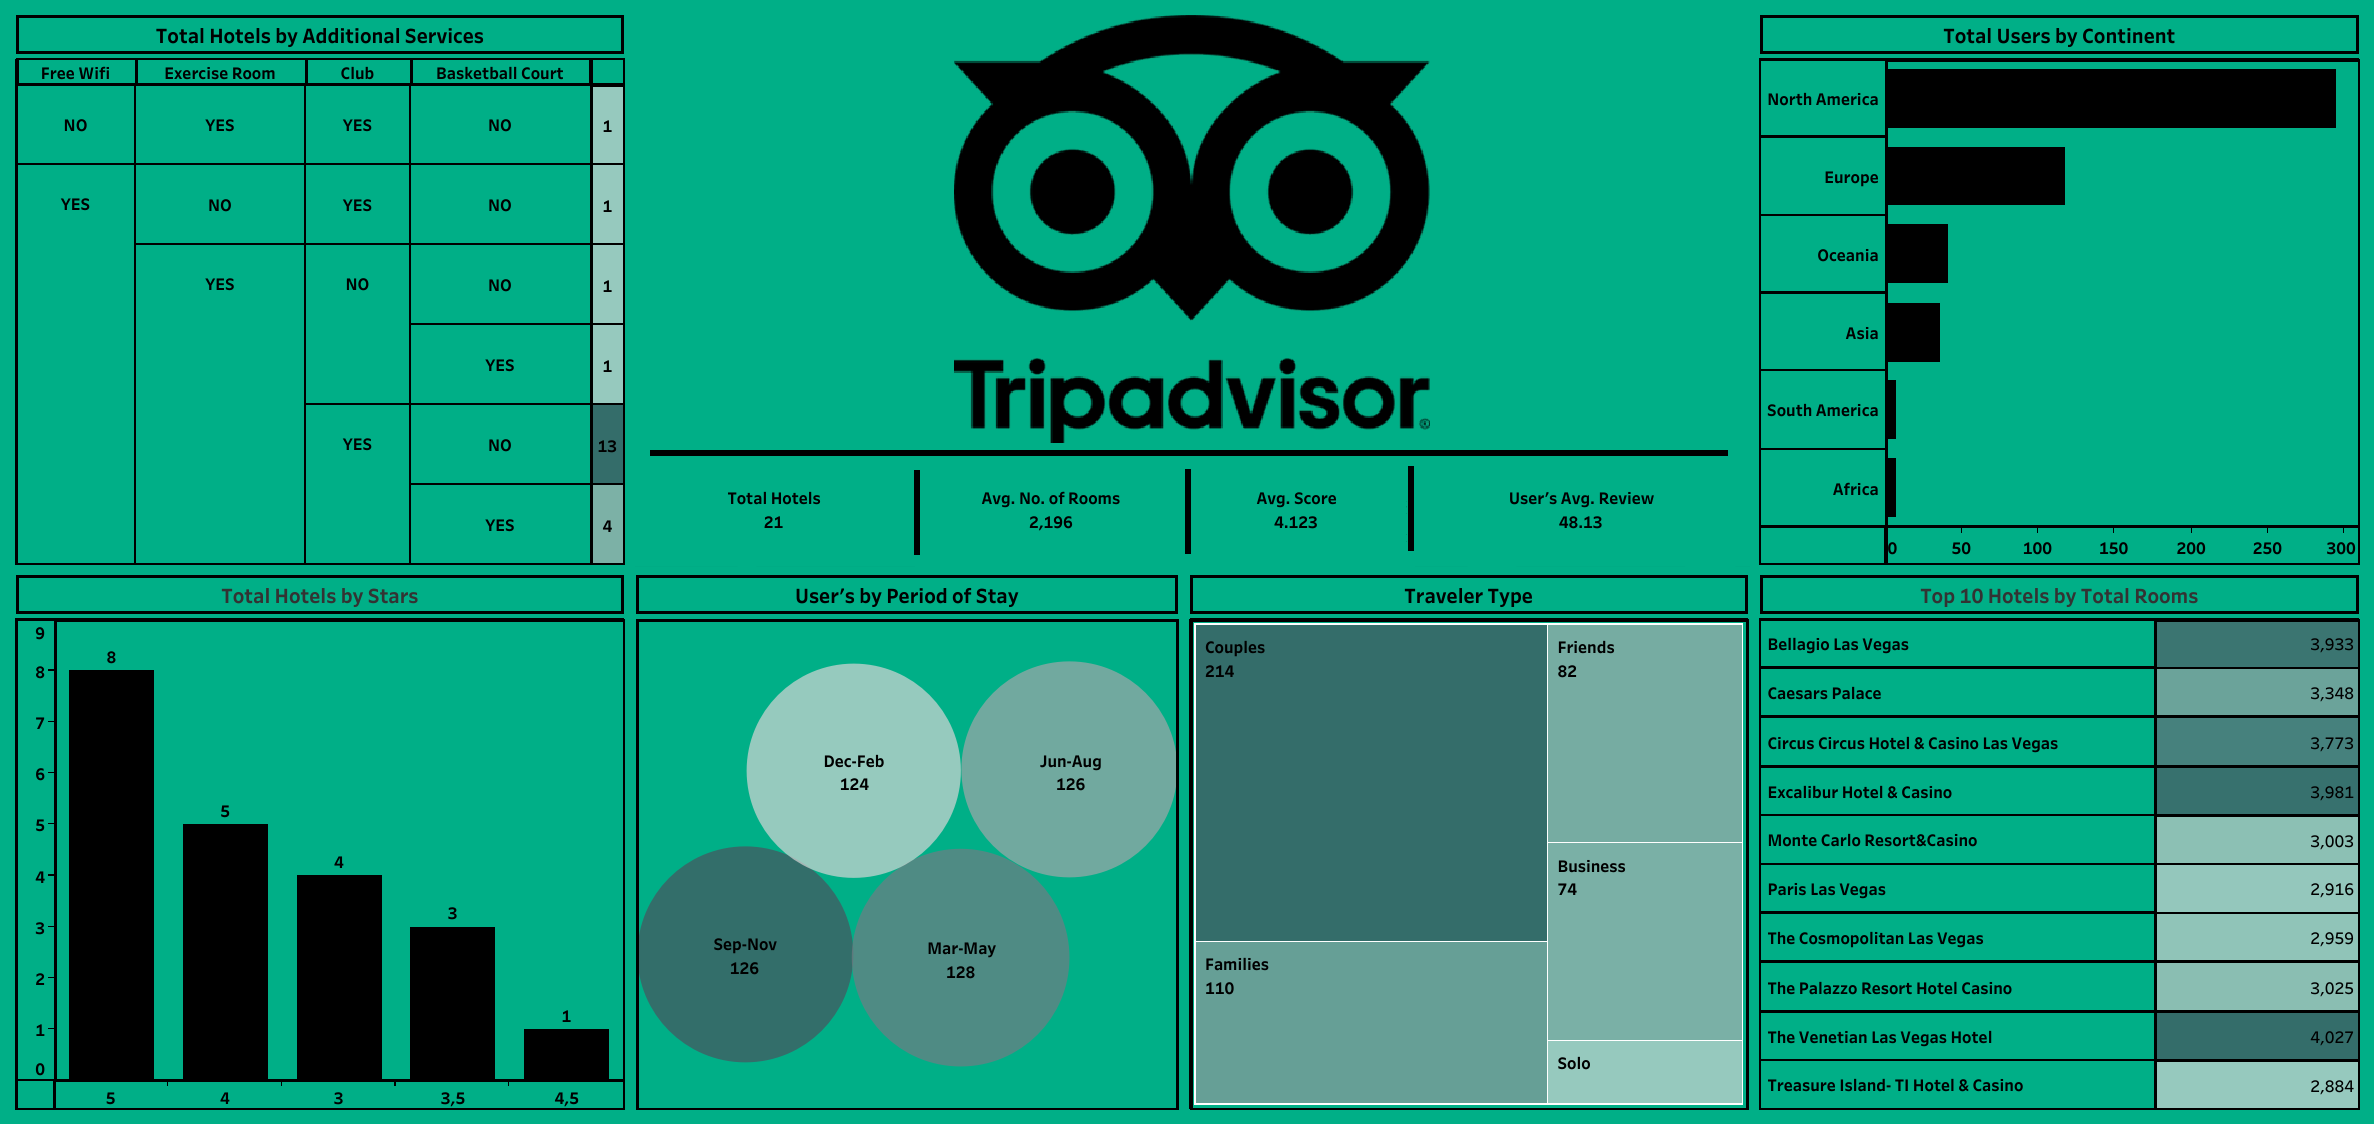 Total Hotels by Additional Services
Free Wifi Exercise Room Club Basketball Court
NO YES YES NO 1
YES NO YES NO 1
YES NO NO 1
YES 1
YES NO 13
YES 4
Tripadvisor®
Total Hotels
21
Avg. No. of Rooms
2,196
Avg. Score
4.123
User's Avg. Review
48.13
Total Users by Continent
North America
Europe
Oceania
Asia
South America
Africa
0 50 100 150 200 250 300
Total Hotels by Stars
9
8
7
6
5
4
3
2
1
0
8
5
4
3
1
5 4 3 3,5 4,5
User's by Period of Stay
Dec-Feb
124
Jun-Aug
126
Sep-Nov
126
Mar-May
128
Traveler Type
Couples
214
Friends
82
Business
74
Families
110
Solo
Top 10 Hotels by Total Rooms
Bellagio Las Vegas 3,933
Caesars Palace 3,348
Circus Circus Hotel & Casino Las Vegas 3,773
Excalibur Hotel & Casino 3,981
Monte Carlo Resort&Casino 3,003
Paris Las Vegas 2,916
The Cosmopolitan Las Vegas 2,959
The Palazzo Resort Hotel Casino 3,025
The Venetian Las Vegas Hotel 4,027
Treasure Island- TI Hotel & Casino 2,884